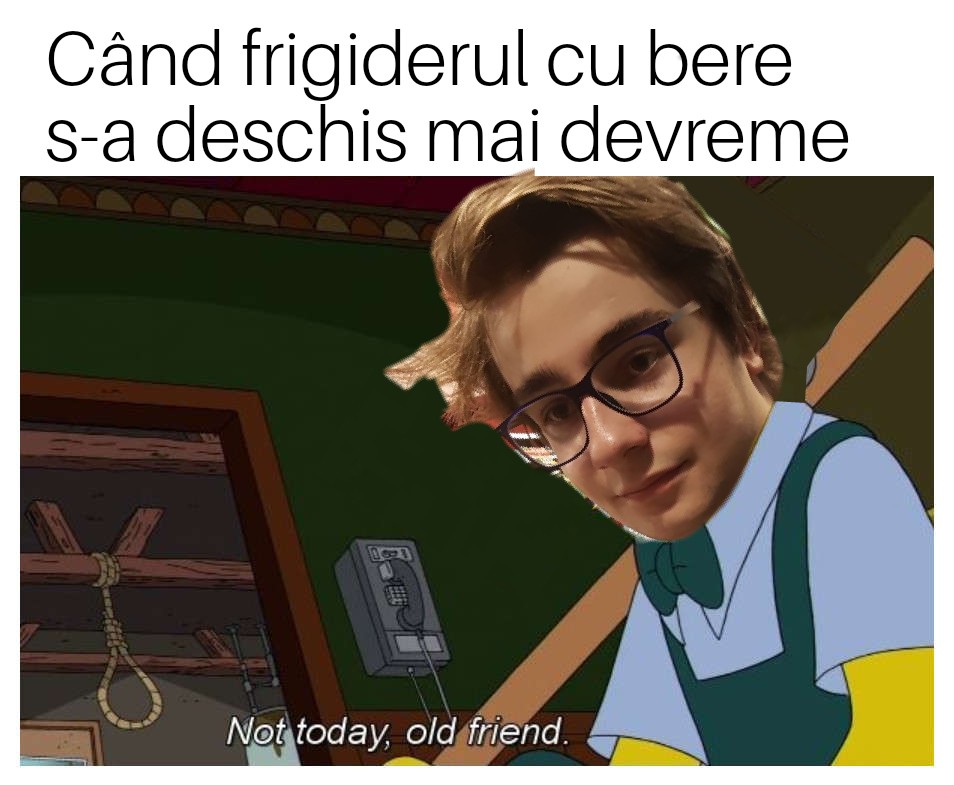 Când frigiderul cu bere
s-a deschis mai devreme
Not today, old friend.